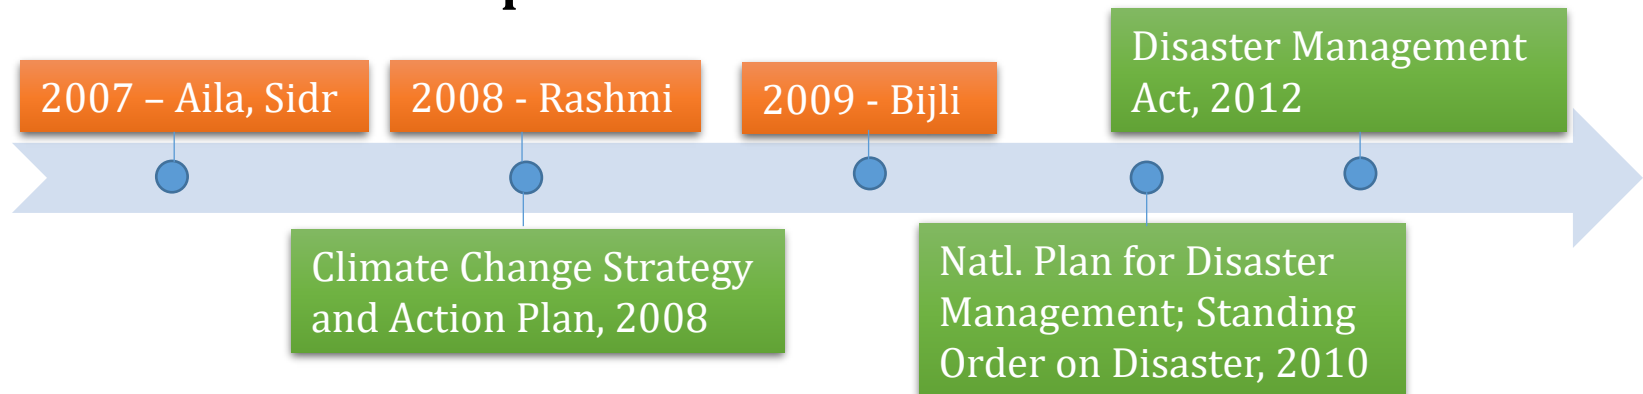 2007 – Aila, Sidr
2008 - Rashmi
2009 - Bijli
Disaster Management
Act, 2012
Climate Change Strategy
and Action Plan, 2008
Natl. Plan for Disaster
Management; Standing
Order on Disaster, 2010